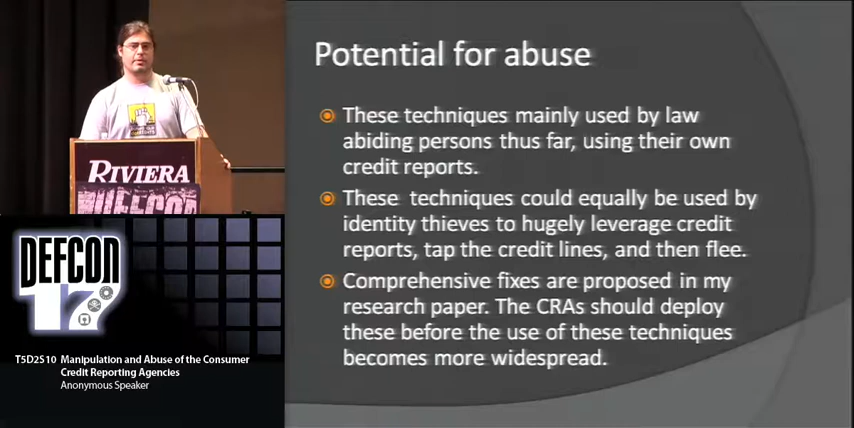 Potential for abuse
These techniques mainly used by law
abiding persons thus far, using their own
credit reports.
These techniques could equally be used by
identity thieves to hugely leverage credit
reports, tap the credit lines, and then flee.
Comprehensive fixes are proposed in my
research paper. The CRAs should deploy
these before the use of these techniques
becomes more widespread.
RIVIERA
DEFCON
DEFCON
17
T5D2S10 Manipulation and Abuse of the Consumer
Credit Reporting Agencies
Anonymous Speaker